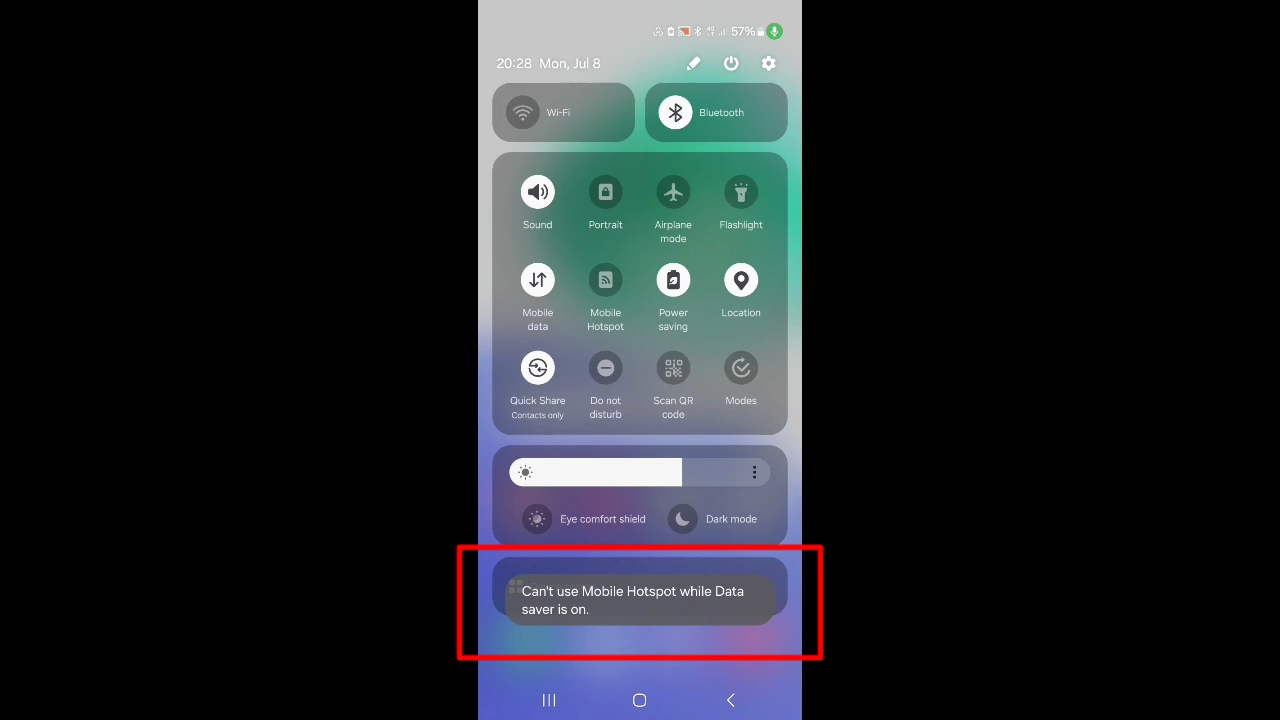 4G
57%
20:28 Mon, Jul 8
Wi-Fi
Bluetooth
Sound
Portrait
Airplane
mode
Flashlight
Mobile
data
Mobile
Hotspot
Power
saving
Location
Quick Share
Contacts only
Do not
disturb
Scan QR
code
Modes
Eye comfort shield
Dark mode
Can't use Mobile Hotspot while Data
saver is on.